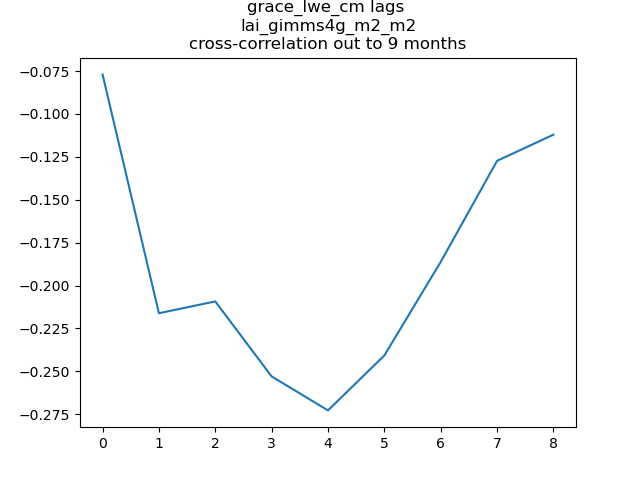 grace_lwe_cm lags
lai_gimms4g_m2_m2
cross-correlation out to 9 months
−0.075
−0.100
−0.125
−0.150
−0.175
−0.200
−0.225
−0.250
−0.275
0 1 2 3 4 5 6 7 8